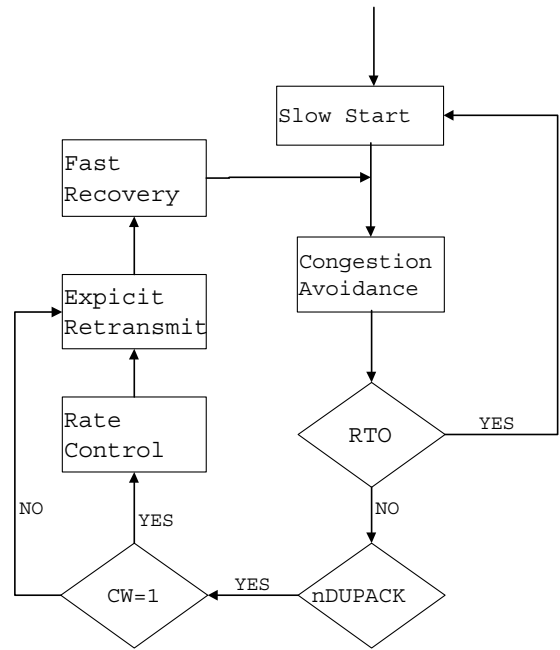 Slow Start
Fast
Recovery
Congestion
Avoidance
Expicit
Retransmit
Rate
Control
RTO
YES
NO
NO
YES
YES
CW=1
nDUPACK